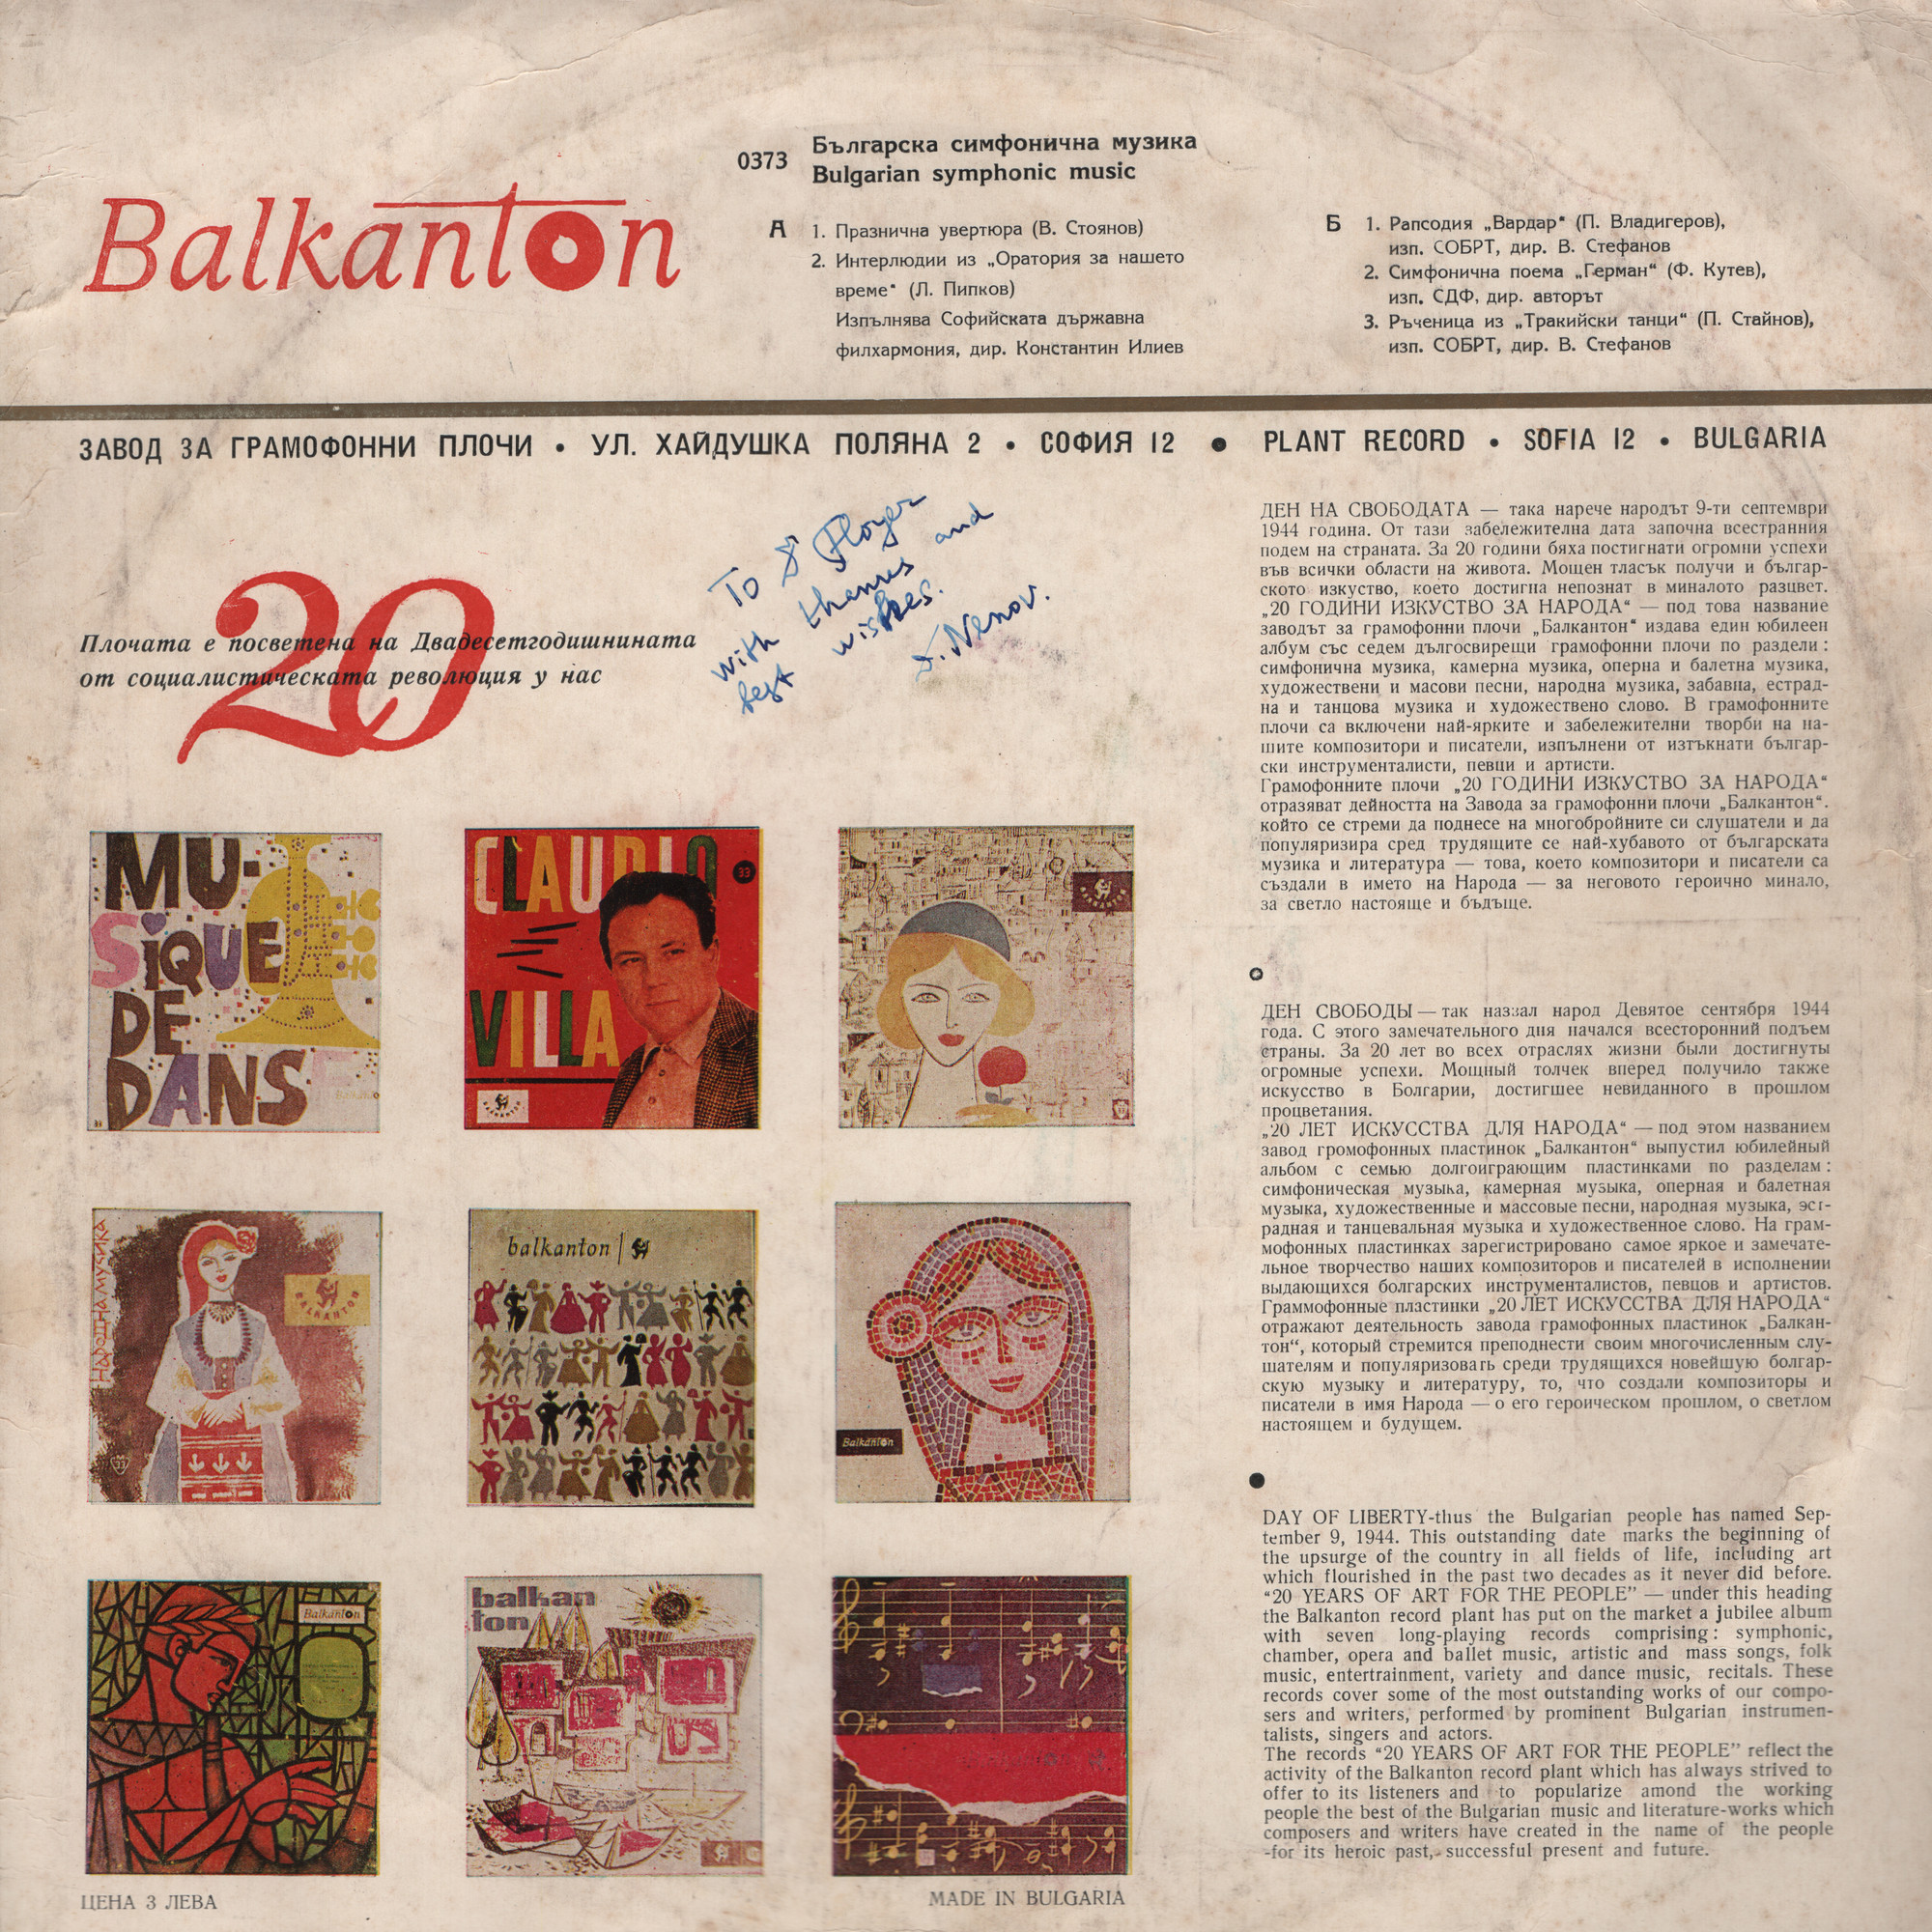 Balkanton
0373
Българска симфонична музика
Bulgarian symphonic music
А
1. Празнична увертюра (В. Стоянов)
2. Интерлюдии из „Оратория за нашето
време“ (Л. Пипков)
Изпълнява Софийската държавна
филхармония, дир. Константин Илиев
Б
1. Рапсодия „Вардар“ (П. Владигеров),
изп. СОБРТ, дир. В. Стефанов
2. Симфонична поема „Герман“ (Ф. Кутев),
изп. СДФ, дир. авторът
3. Ръченица из „Тракийски танци“ (П. Стайнов),
изп. СОБРТ, дир. В. Стефанов
ЗАВОД ЗА ГРАМОФОННИ ПЛОЧИ • УЛ. ХАЙДУШКА ПОЛЯНА 2 • СОФИЯ 12 ● PLANT RECORD • SOFIA 12 • BULGARIA
20
Плочата е посветена на Двадесетгодишнината
от социалистическата революция у нас
To Floyer
with thanks and
best wishes.
Nenov.
MU-
SIQUE
DE
DANS
CLAUDIO
33
VILLA
BALKANTON
BALKANTON
НАРОДНА МУЗИКА
BALKANTON
33
balkanton
Balkanton
Balkanton
balkan
ton
ЦЕНА 3 ЛЕВА
MADE IN BULGARIA
ДЕН НА СВОБОДАТА — така нарече народът 9-ти септември
1944 година. От тази забележителна дата започна всестранния
подем на страната. За 20 години бяха постигнати огромни успехи
във всички области на живота. Мощен тласък получи и българ-
ското изкуство, което достигна непознат в миналото разцвет.
„20 ГОДИНИ ИЗКУСТВО ЗА НАРОДА“ — под това название
заводът за грамофонни плочи „Балкантон“ издава един юбилеен
албум със седем дългосвирещи грамофонни плочи по раздели:
симфонична музика, камерна музика, оперна и балетна музика,
художествени и масови песни, народна музика, забавна, естрад-
на и танцова музика и художествено слово. В грамофонните
плочи са включени най-ярките и забележителни творби на на-
шите композитори и писатели, изпълнени от изтъкнати българ-
ски инструменталисти, певци и артисти.
Грамофонните плочи „20 ГОДИНИ ИЗКУСТВО ЗА НАРОДА“
отразяват дейността на Завода за грамофонни плочи „Балкантон“.
който се стреми да поднесе на многобройните си слушатели и да
популяризира сред трудящите се най-хубавото от българската
музика и литература — това, което композитори и писатели са
създали в името на Народа — за неговото героично минало,
за светло настояще и бъдъще.
ДЕН СВОБОДЫ — так назвал народ Девятое сентября 1944
года. С этого замечательного дня начался всесторонний подъем
страны. За 20 лет во всех отраслях жизни были достигнуты
огромные успехи. Мощный толчек вперед получило также
искусство в Болгарии, достигшее невиданного в прошлом
процветания.
„20 ЛЕТ ИСКУССТВА ДЛЯ НАРОДА“ — под этом названием
завод громофонных пластинок „Балкантон“ выпустил юбилейный
альбом с семью долгоиграющим пластинками по разделам:
симфоническая музыка, камерная музыка, оперная и балетная
музыка, художественные и массовые песни, народная музыка, эст-
радная и танцевальная музыка и художественное слово. На грам-
мофонных пластинках зарегистрировано самое яркое и замечате-
льное творчество наших композиторов и писателей в исполнении
выдающихся болгарских инструменталистов, певцов и артистов.
Граммофонные пластинки „20 ЛЕТ ИСКУССТВА ДЛЯ НАРОДА“
отражают деятельность завода грамофонных пластинок „Балкан-
тон“, который стремится преподнести своим многочисленным слу-
шателям и популяризовать среди трудящихся новейшую болгар-
скую музыку и литературу, то, что создали композиторы и
писатели в имя Народа — о его героическом прошлом, о светлом
настоящем и будущем.
DAY OF LIBERTY-thus the Bulgarian people has named Sep-
tember 9, 1944. This outstanding date marks the beginning of
the upsurge of the country in all fields of life, including art
which flourished in the past two decades as it never did before.
“20 YEARS OF ART FOR THE PEOPLE” — under this heading
the Balkanton record plant has put on the market a jubilee album
with seven long-playing records comprising: symphonic,
chamber, opera and ballet music, artistic and mass songs, folk
music, entertrainment, variety and dance music, recitals. These
records cover some of the most outstanding works of our compo-
sers and writers, performed by prominent Bulgarian instrumen-
talists, singers and actors.
The records “20 YEARS OF ART FOR THE PEOPLE” reflect the
activity of the Balkanton record plant which has always strived to
offer to its listeners and to popularize amond the working
people the best of the Bulgarian music and literature-works which
composers and writers have created in the name of the people
-for its heroic past, successful present and future.